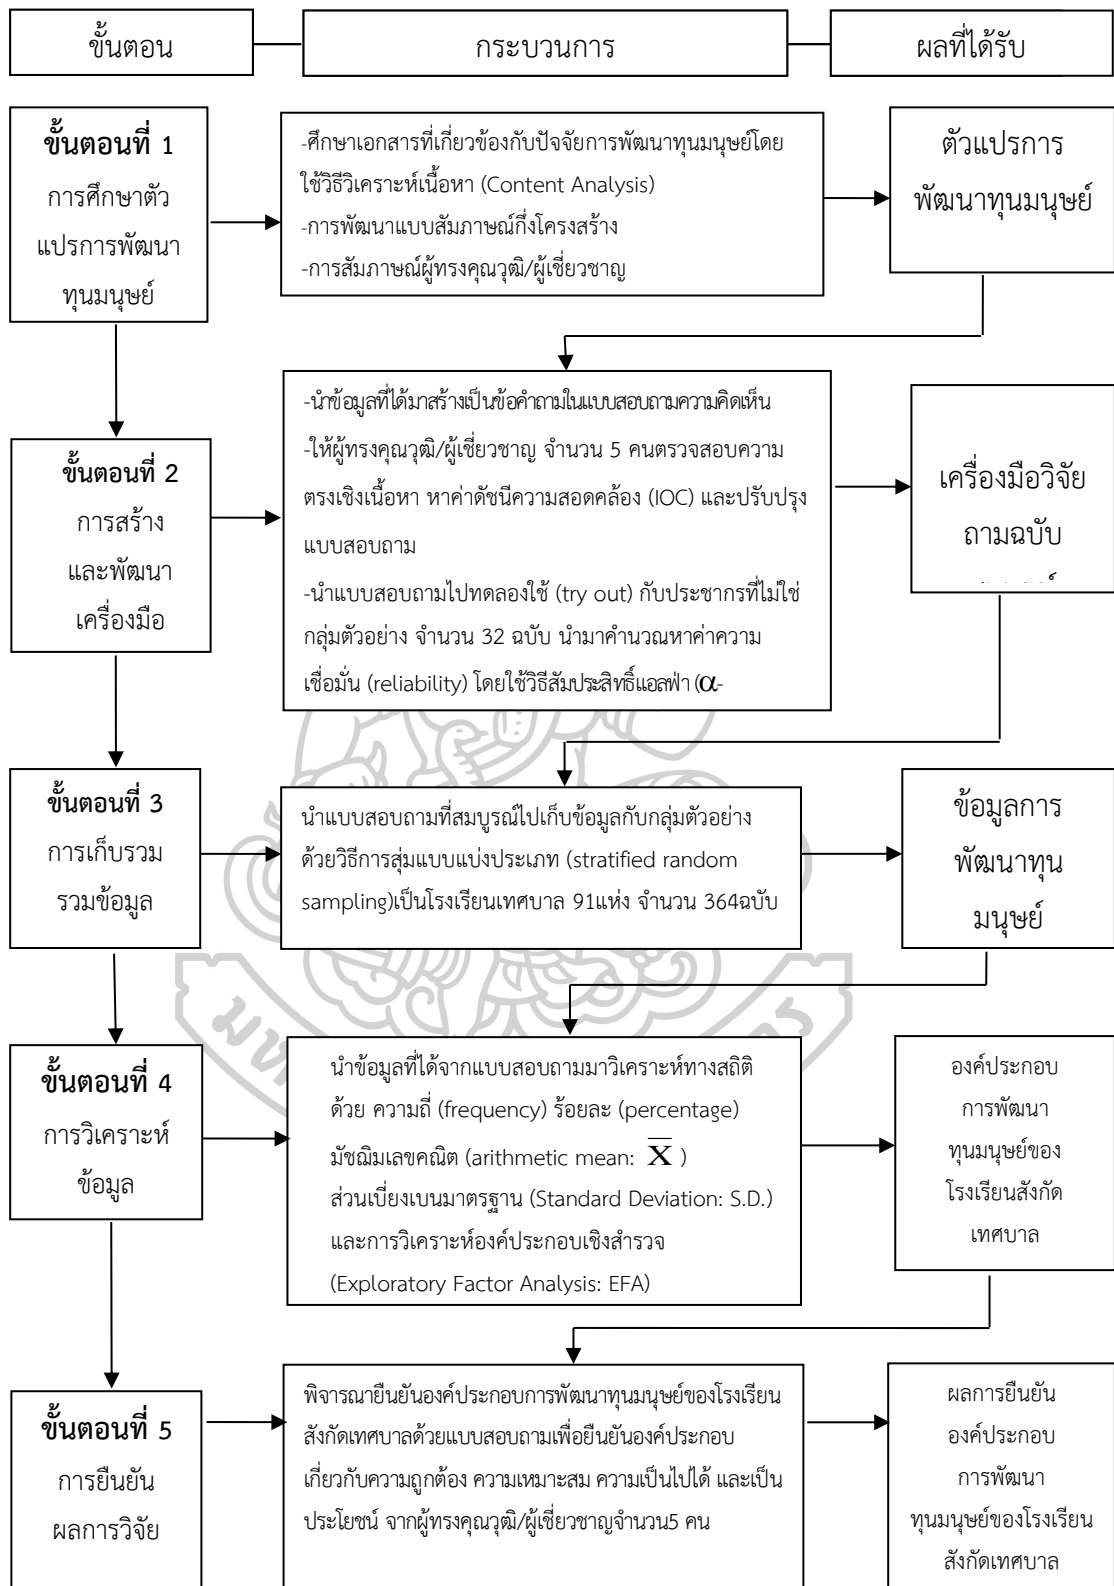 ขั้นตอน
กระบวนการ
ผลที่ได้รับ
ขั้นตอนที่ 1
การศึกษาตัว
แปรการพัฒนา
ทุนมนุษย์
-ศึกษาเอกสารที่เกี่ยวข้องกับปัจจัยการพัฒนาทุนมนุษย์โดย
ใช้วิธีวิเคราะห์เนื้อหา (Content Analysis)
-การพัฒนาแบบสัมภาษณ์กึ่งโครงสร้าง
-การสัมภาษณ์ผู้ทรงคุณวุฒิ/ผู้เชี่ยวชาญ
ตัวแปรการ
พัฒนาทุนมนุษย์
ขั้นตอนที่ 2
การสร้าง
และพัฒนา
เครื่องมือ
-นำข้อมูลที่ได้มาสร้างเป็นข้อคำถามในแบบสอบถามความคิดเห็น
-ให้ผู้ทรงคุณวุฒิ/ผู้เชี่ยวชาญ จำนวน 5 คนตรวจสอบความ
ตรงเชิงเนื้อหา หาค่าดัชนีความสอดคล้อง (IOC) และปรับปรุง
แบบสอบถาม
-นำแบบสอบถามไปทดลองใช้ (try out) กับประชากรที่ไม่ใช่
กลุ่มตัวอย่าง จำนวน 32 ฉบับ นำมาคำนวณหาค่าความ
เชื่อมั่น (reliability) โดยใช้วิธีสัมประสิทธิ์แอลฟ่า (α-
เครื่องมือวิจัย
ถามฉบับ
ขั้นตอนที่ 3
การเก็บรวม
รวมข้อมูล
นำแบบสอบถามที่สมบูรณ์ไปเก็บข้อมูลกับกลุ่มตัวอย่าง
ด้วยวิธีการสุ่มแบบแบ่งประเภท (stratified random
sampling)เป็นโรงเรียนเทศบาล 91แห่ง จำนวน 364ฉบับ
ข้อมูลการ
พัฒนาทุน
มนุษย์
ขั้นตอนที่ 4
การวิเคราะห์
ข้อมูล
นำข้อมูลที่ได้จากแบบสอบถามมาวิเคราะห์ทางสถิติ
ด้วย ความถี่ (frequency) ร้อยละ (percentage)
มัชฌิมเลขคณิต (arithmetic mean: X̅ )
ส่วนเบี่ยงเบนมาตรฐาน (Standard Deviation: S.D.)
และการวิเคราะห์องค์ประกอบเชิงสำรวจ
(Exploratory Factor Analysis: EFA)
องค์ประกอบ
การพัฒนา
ทุนมนุษย์ของ
โรงเรียนสังกัด
เทศบาล
ขั้นตอนที่ 5
การยืนยัน
ผลการวิจัย
พิจารณายืนยันองค์ประกอบการพัฒนาทุนมนุษย์ของโรงเรียน
สังกัดเทศบาลด้วยแบบสอบถามเพื่อยืนยันองค์ประกอบ
เกี่ยวกับความถูกต้อง ความเหมาะสม ความเป็นไปได้ และเป็น
ประโยชน์ จากผู้ทรงคุณวุฒิ/ผู้เชี่ยวชาญจำนวน5 คน
ผลการยืนยัน
องค์ประกอบ
การพัฒนา
ทุนมนุษย์ของโรงเรียน
สังกัดเทศบาล